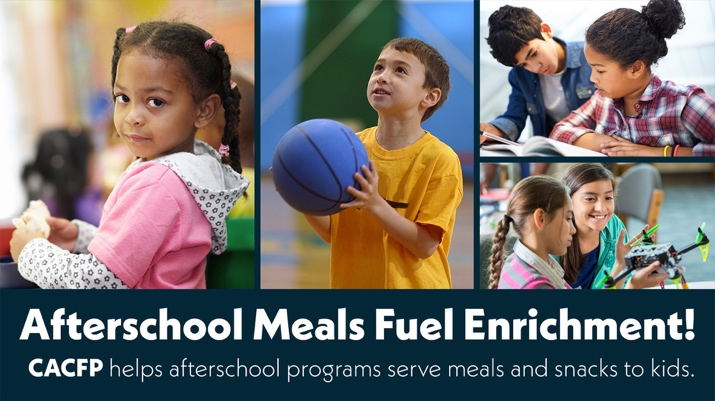 Afterschool Meals Fuel Enrichment!
CACFP helps afterschool programs serve meals and snacks to kids.